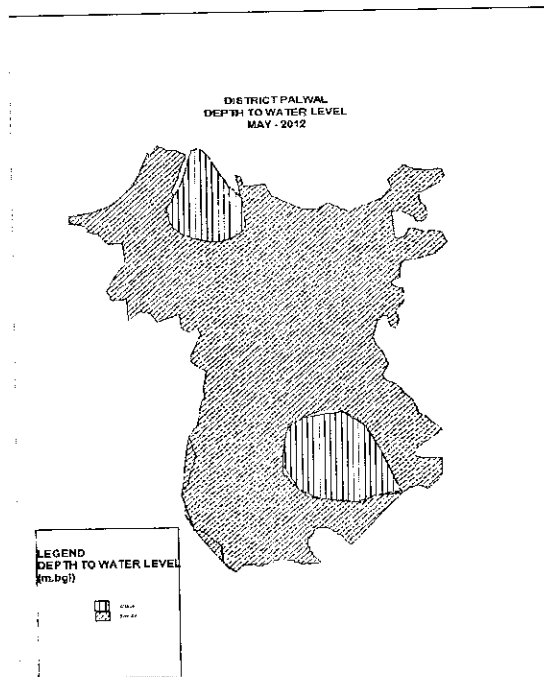 DISTRICT PALWAL
DEPTH TO WATER LEVEL
MAY - 2012
LEGEND
DEPTH TO WATER LEVEL
(m.bgl)